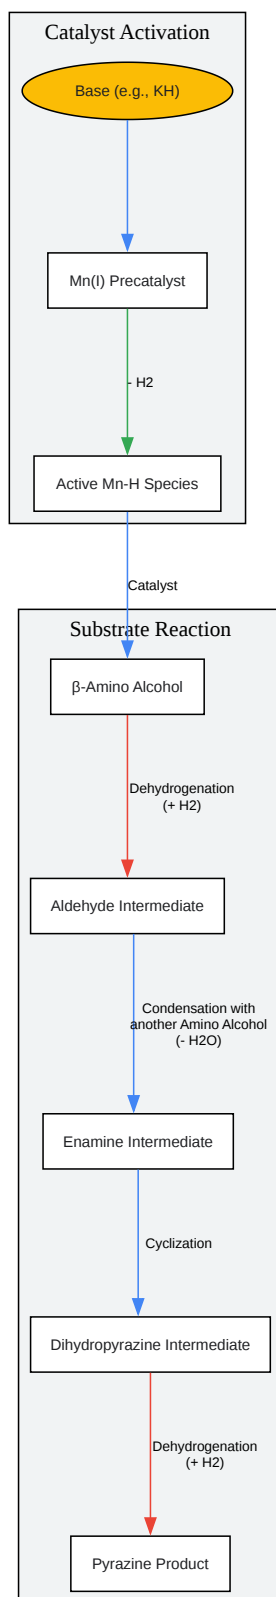 Catalyst Activation
Base (e.g., KH)
Mn(I) Precatalyst
- H2
Active Mn-H Species
Catalyst
Substrate Reaction
β-Amino Alcohol
Dehydrogenation
(+ H2)
Aldehyde Intermediate
Condensation with
another Amino Alcohol
(- H2O)
Enamine Intermediate
Cyclization
Dihydropyrazine Intermediate
Dehydrogenation
(+ H2)
Pyrazine Product